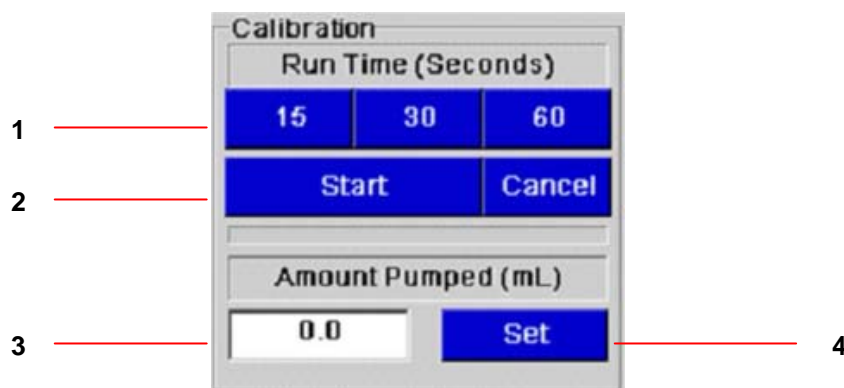 Calibration
Run Time (Seconds)
1 15 30 60
2 Start Cancel
Amount Pumped (mL)
3 0.0 Set 4